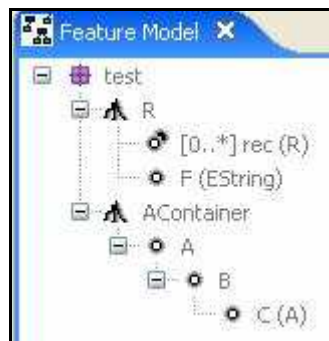 Feature Model
test
R
[0..*] rec (R)
F (EString)
AContainer
A
B
C (A)